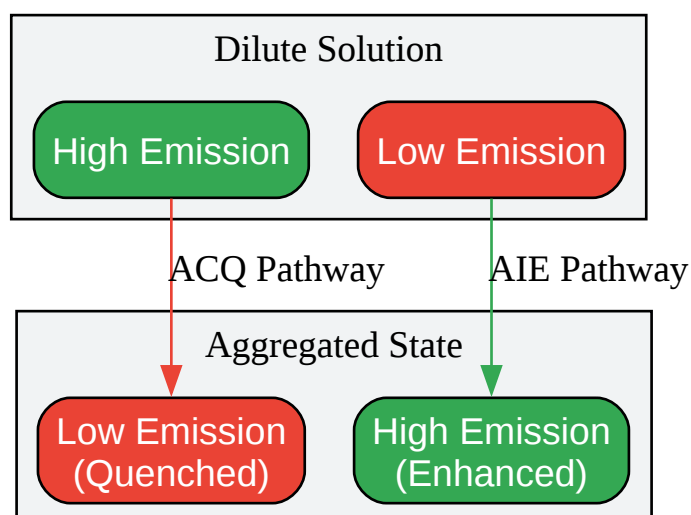 Dilute Solution
High Emission
Low Emission
ACQ Pathway
AIE Pathway
Aggregated State
Low Emission
(Quenched)
High Emission
(Enhanced)